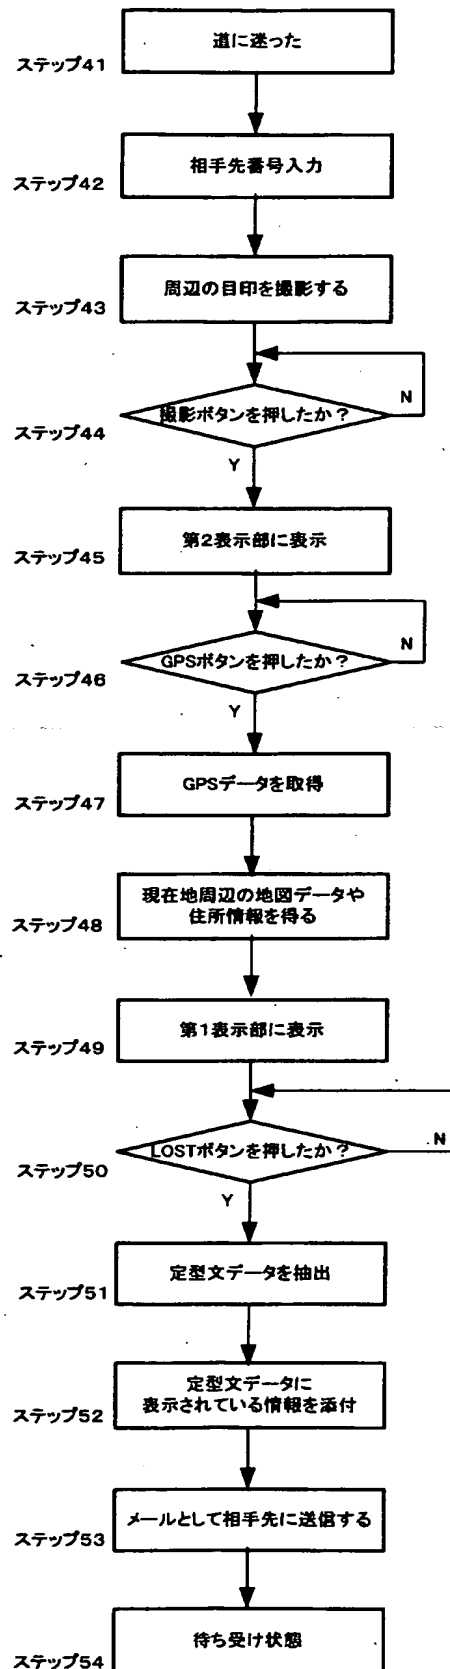 道に迷った
ステップ41
相手先番号入力
ステップ42
周辺の目印を撮影する
ステップ43
撮影ボタンを押したか？
N
ステップ44
Y
第2表示部に表示
ステップ45
GPSボタンを押したか？
N
ステップ46
Y
GPSデータを取得
ステップ47
現在地周辺の地図データや
住所情報を得る
ステップ48
第1表示部に表示
ステップ49
LOSTボタンを押したか？
N
ステップ50
Y
定型文データを抽出
ステップ51
定型文データに
表示されている情報を添付
ステップ52
メールとして相手先に送信する
ステップ53
待ち受け状態
ステップ54